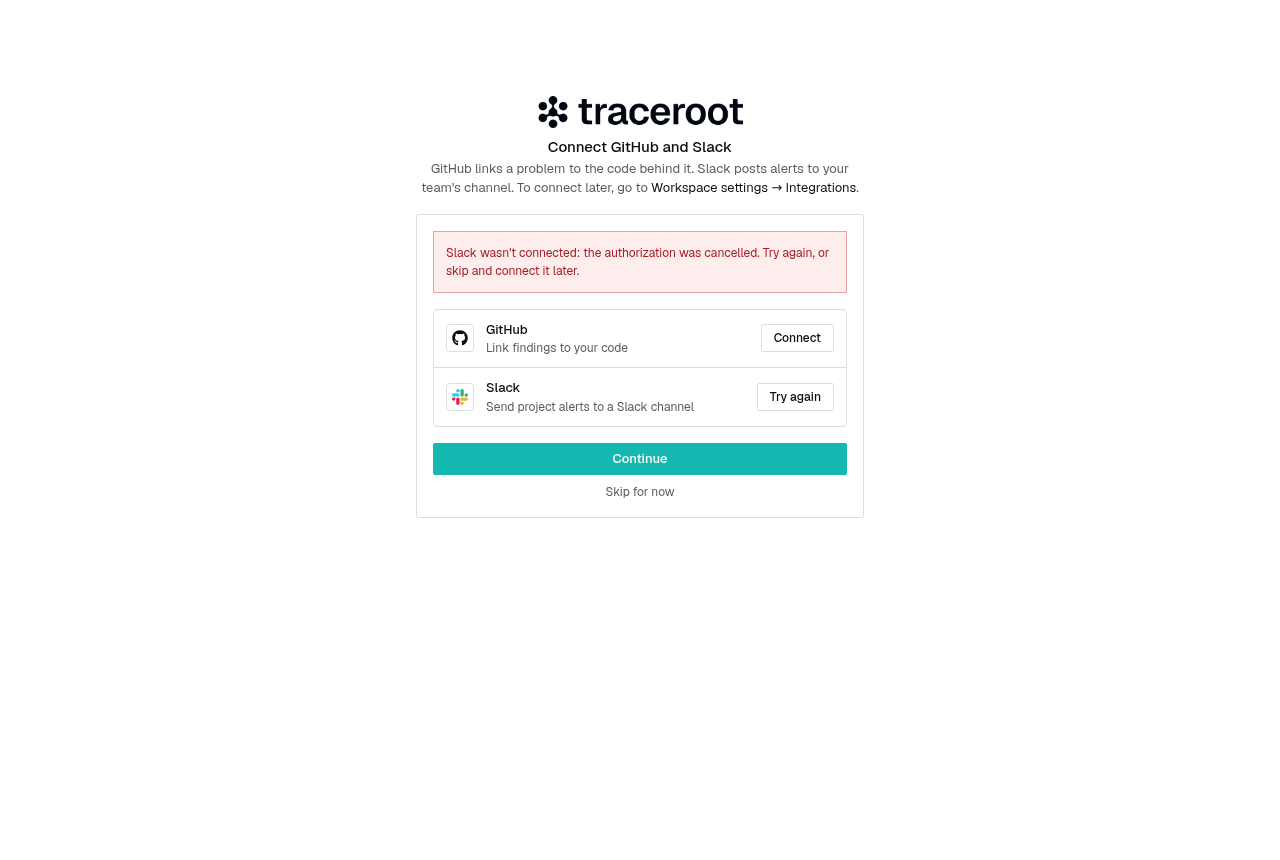 traceroot
Connect GitHub and Slack
GitHub links a problem to the code behind it. Slack posts alerts to your
team's channel. To connect later, go to Workspace settings → Integrations.
Slack wasn't connected: the authorization was cancelled. Try again, or
skip and connect it later.
GitHub
Link findings to your code
Connect
Slack
Send project alerts to a Slack channel
Try again
Continue
Skip for now